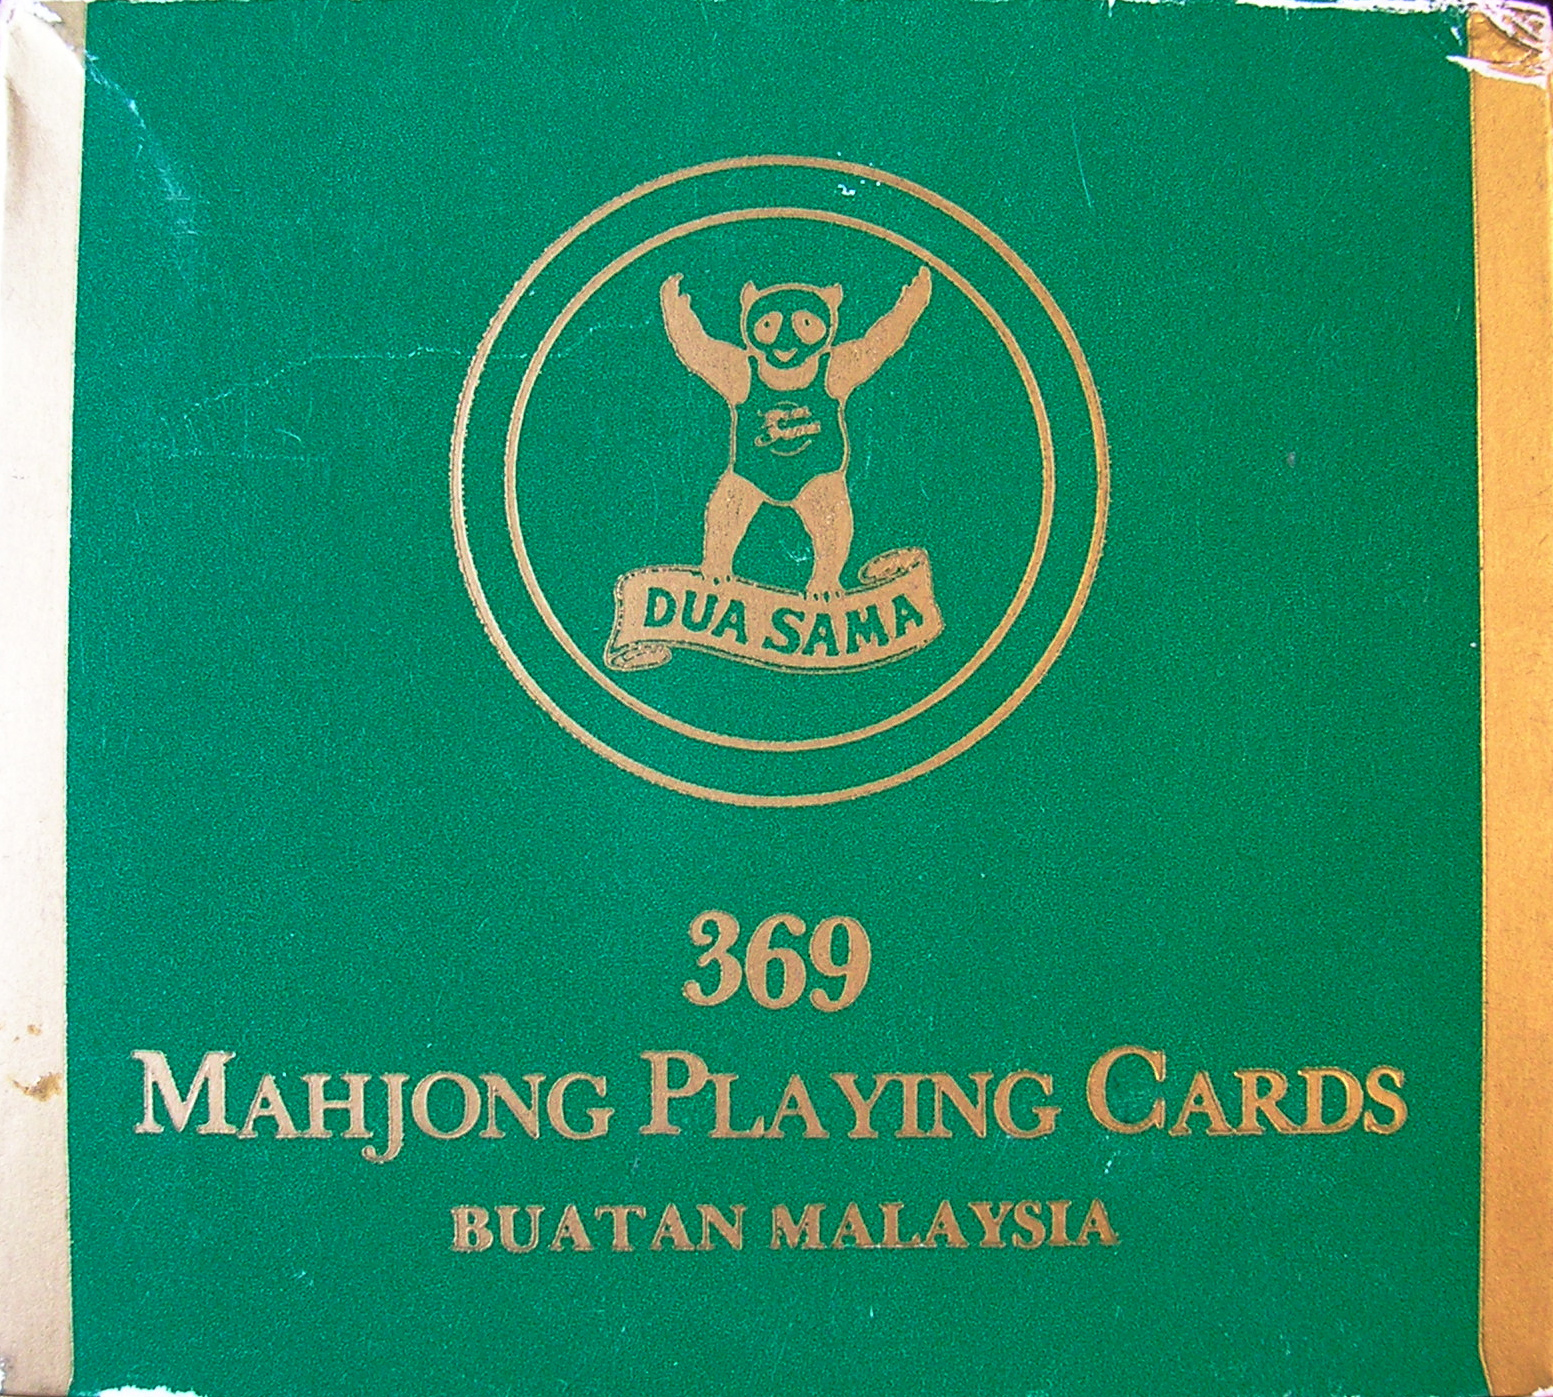 DUA SAMA
369
MAHJONG PLAYING CARDS
BUATAN MALAYSIA